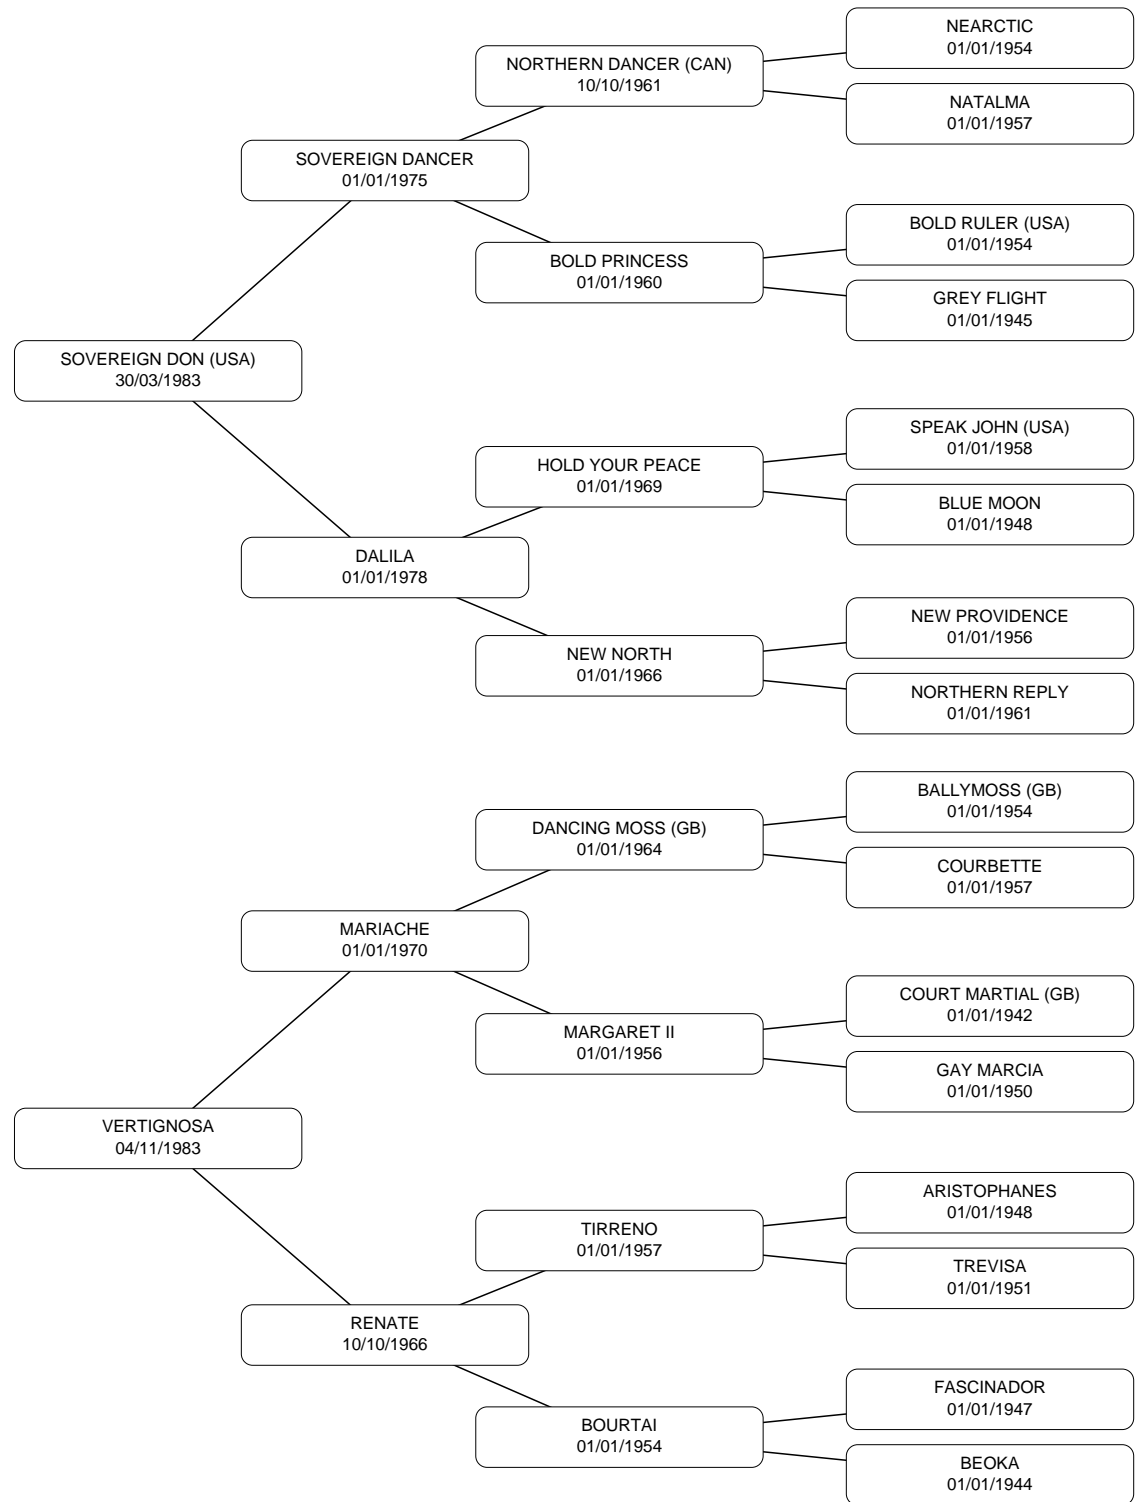 NEARCTIC
01/01/1954
NORTHERN DANCER (CAN)
10/10/1961
NATALMA
01/01/1957
SOVEREIGN DANCER
01/01/1975
BOLD RULER (USA)
01/01/1954
BOLD PRINCESS
01/01/1960
GREY FLIGHT
01/01/1945
SOVEREIGN DON (USA)
30/03/1983
SPEAK JOHN (USA)
01/01/1958
HOLD YOUR PEACE
01/01/1969
BLUE MOON
01/01/1948
DALILA
01/01/1978
NEW PROVIDENCE
01/01/1956
NEW NORTH
01/01/1966
NORTHERN REPLY
01/01/1961
BALLYMOSS (GB)
01/01/1954
DANCING MOSS (GB)
01/01/1964
COURBETTE
01/01/1957
MARIACHE
01/01/1970
COURT MARTIAL (GB)
01/01/1942
MARGARET II
01/01/1956
GAY MARCIA
01/01/1950
VERTIGNOSA
04/11/1983
ARISTOPHANES
01/01/1948
TIRRENO
01/01/1957
TREVISA
01/01/1951
RENATE
10/10/1966
FASCINADOR
01/01/1947
BOURTAI
01/01/1954
BEOKA
01/01/1944